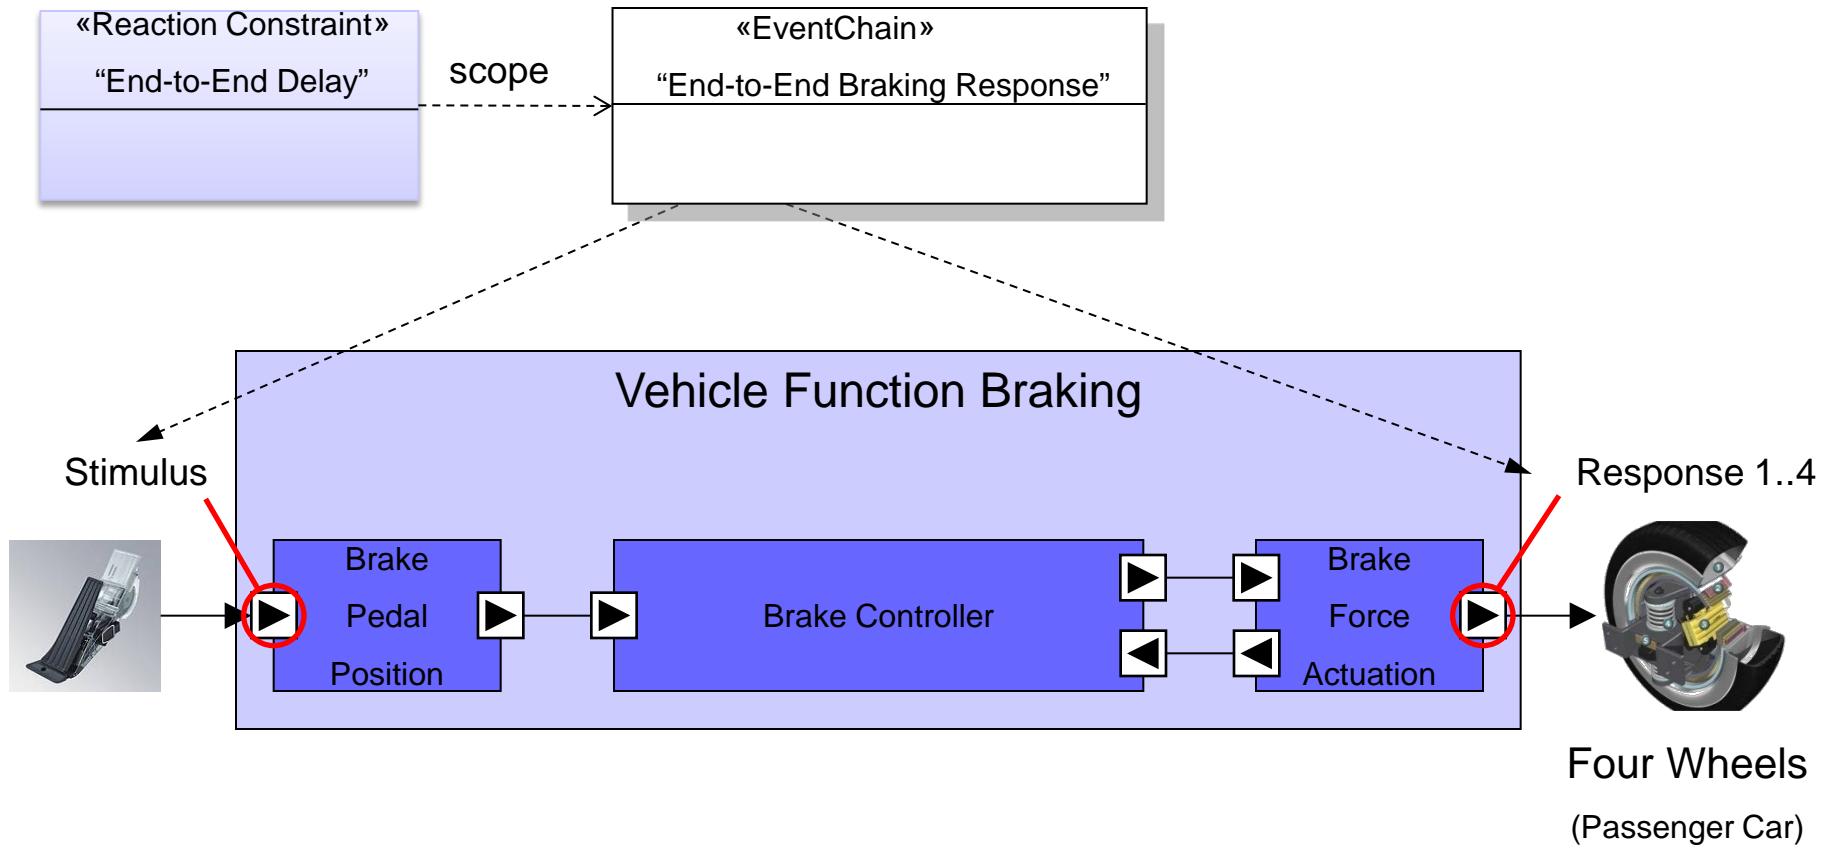 «Reaction Constraint»
“End-to-End Delay”
scope
«EventChain»
“End-to-End Braking Response”
Vehicle Function Braking
Stimulus
Response 1..4
Brake
Pedal
Position
Brake Controller
Brake
Force
Actuation
Four Wheels
(Passenger Car)